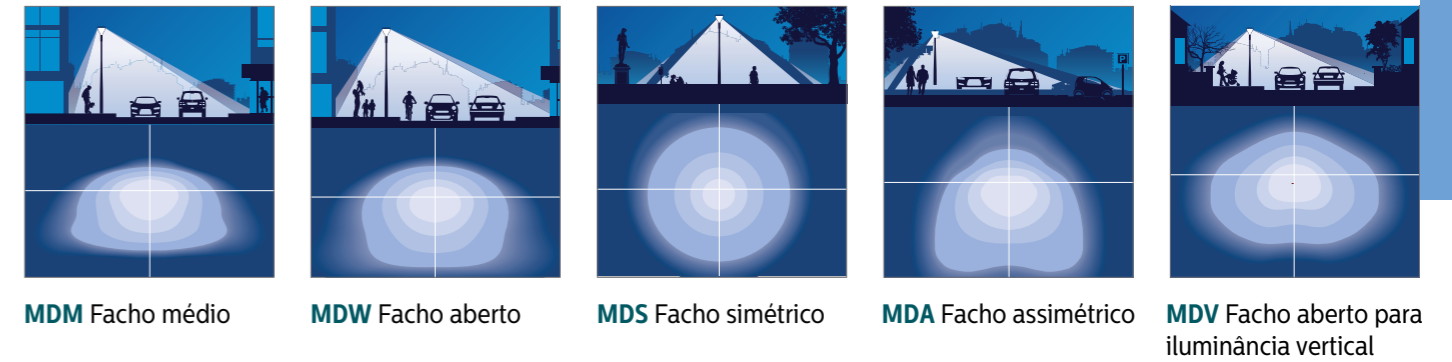 P
MDM Facho médio
MDW Facho aberto
MDS Facho simétrico
MDA Facho assimétrico
MDV Facho aberto para
iluminância vertical